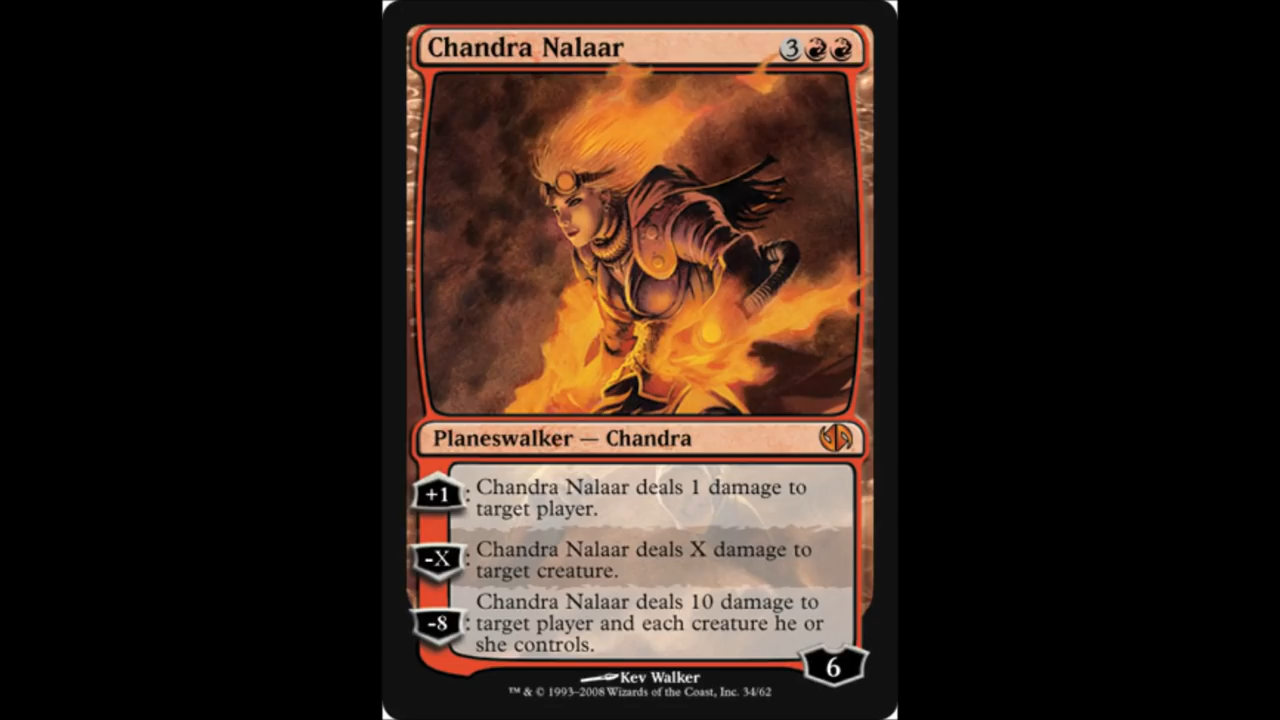 Chandra Nalaar 3
Planeswalker — Chandra
+1 : Chandra Nalaar deals 1 damage to
target player.
-X : Chandra Nalaar deals X damage to
target creature.
Chandra Nalaar deals 10 damage to
-8 : target player and each creature he or
she controls.
6
Kev Walker
™ & © 1993–2008 Wizards of the Coast, Inc. 34/62